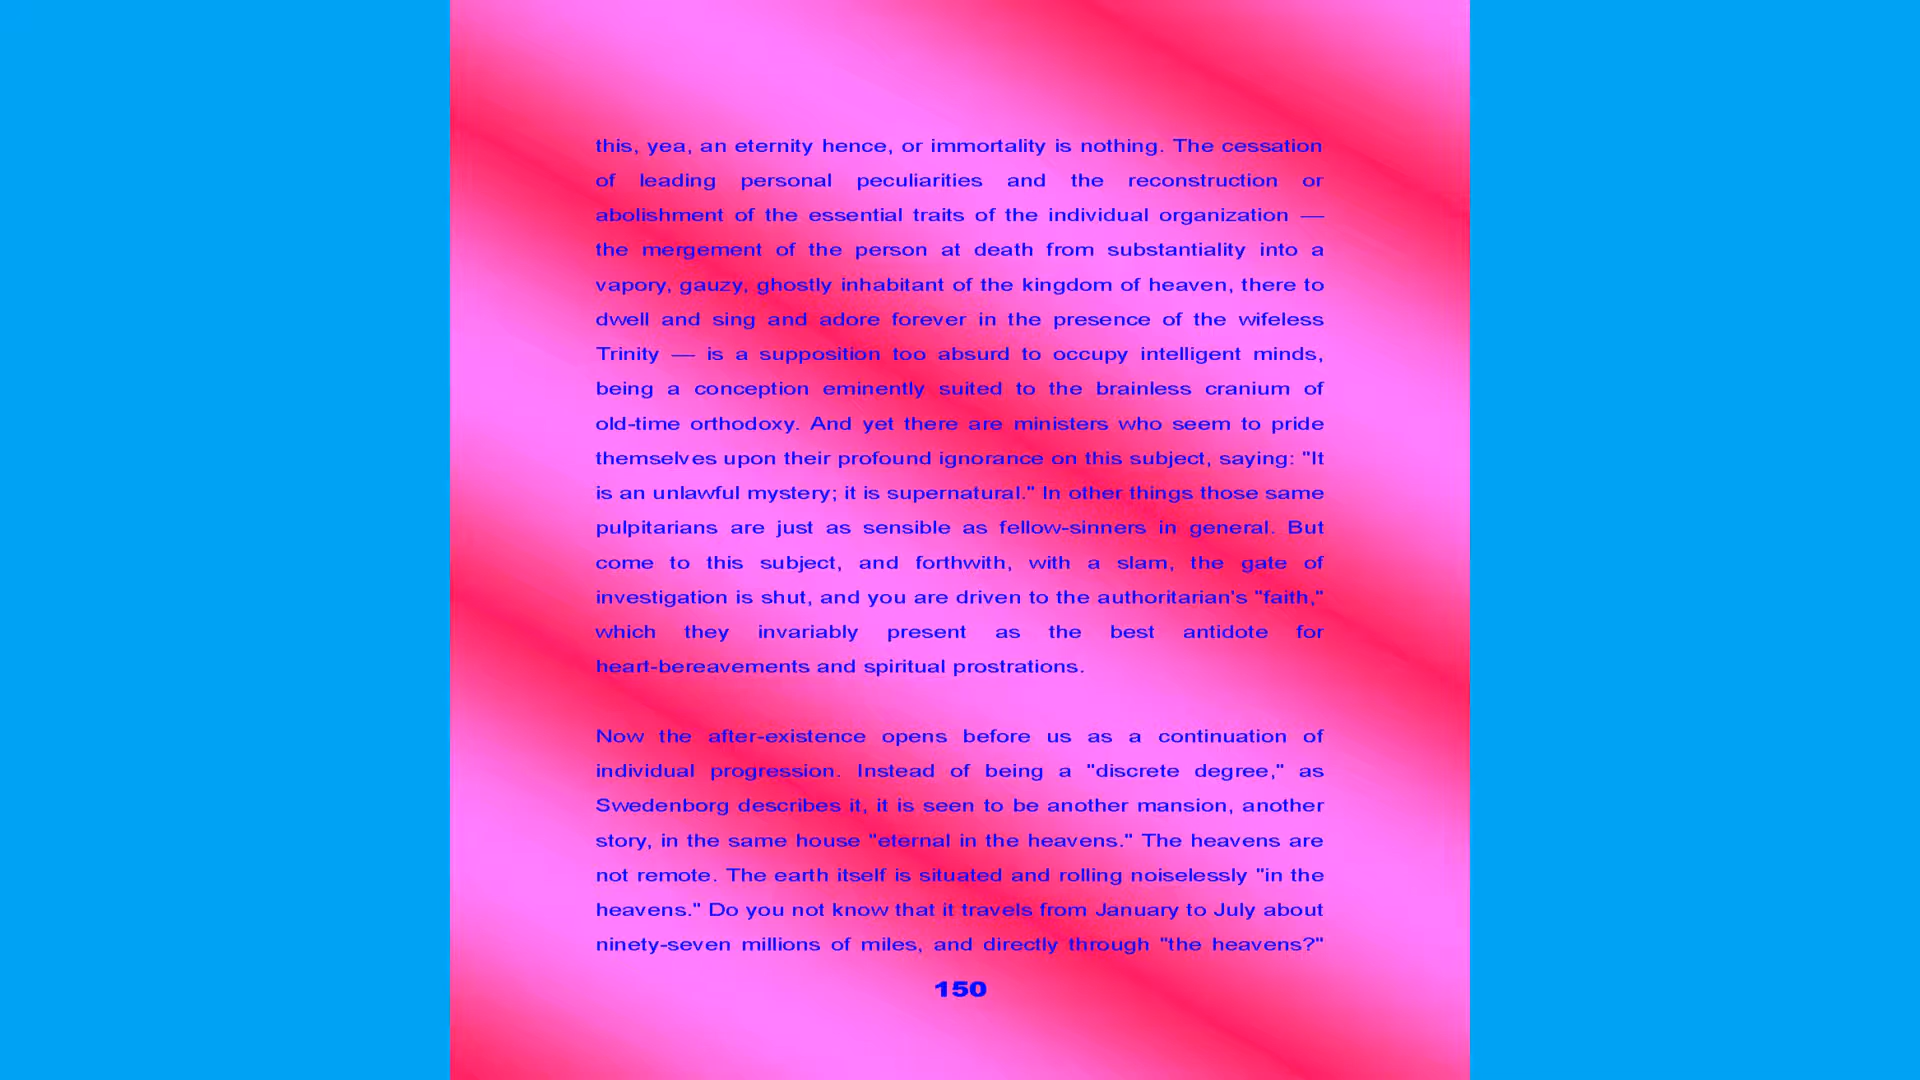 this, yea, an eternity hence, or immortality is nothing. The cessation
of leading personal peculiarities and the reconstruction or
abolishment of the essential traits of the individual organization —
the mergement of the person at death from substantiality into a
vapory, gauzy, ghostly inhabitant of the kingdom of heaven, there to
dwell and sing and adore forever in the presence of the wifeless
Trinity — is a supposition too absurd to occupy intelligent minds,
being a conception eminently suited to the brainless cranium of
old-time orthodoxy. And yet there are ministers who seem to pride
themselves upon their profound ignorance on this subject, saying: "It
is an unlawful mystery; it is supernatural." In other things those same
pulpitarians are just as sensible as fellow-sinners in general. But
come to this subject, and forthwith, with a slam, the gate of
investigation is shut, and you are driven to the authoritarian's "faith,"
which they invariably present as the best antidote for
heart-bereavements and spiritual prostrations.
Now the after-existence opens before us as a continuation of
individual progression. Instead of being a "discrete degree," as
Swedenborg describes it, it is seen to be another mansion, another
story, in the same house "eternal in the heavens." The heavens are
not remote. The earth itself is situated and rolling noiselessly "in the
heavens." Do you not know that it travels from January to July about
ninety-seven millions of miles, and directly through "the heavens?"
150